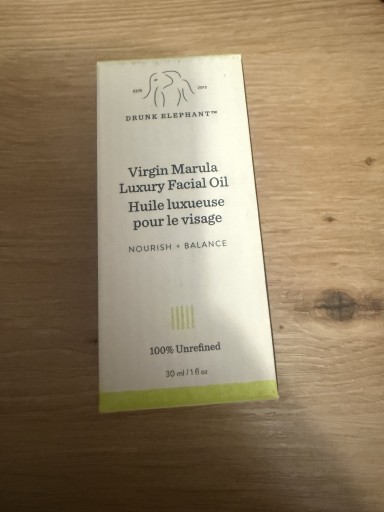 DRUNK ELEPHANT™
Virgin Marula
Luxury Facial Oil
Huile luxueuse
pour le visage
NOURISH + BALANCE
100% Unrefined
30 ml / 1 fl oz